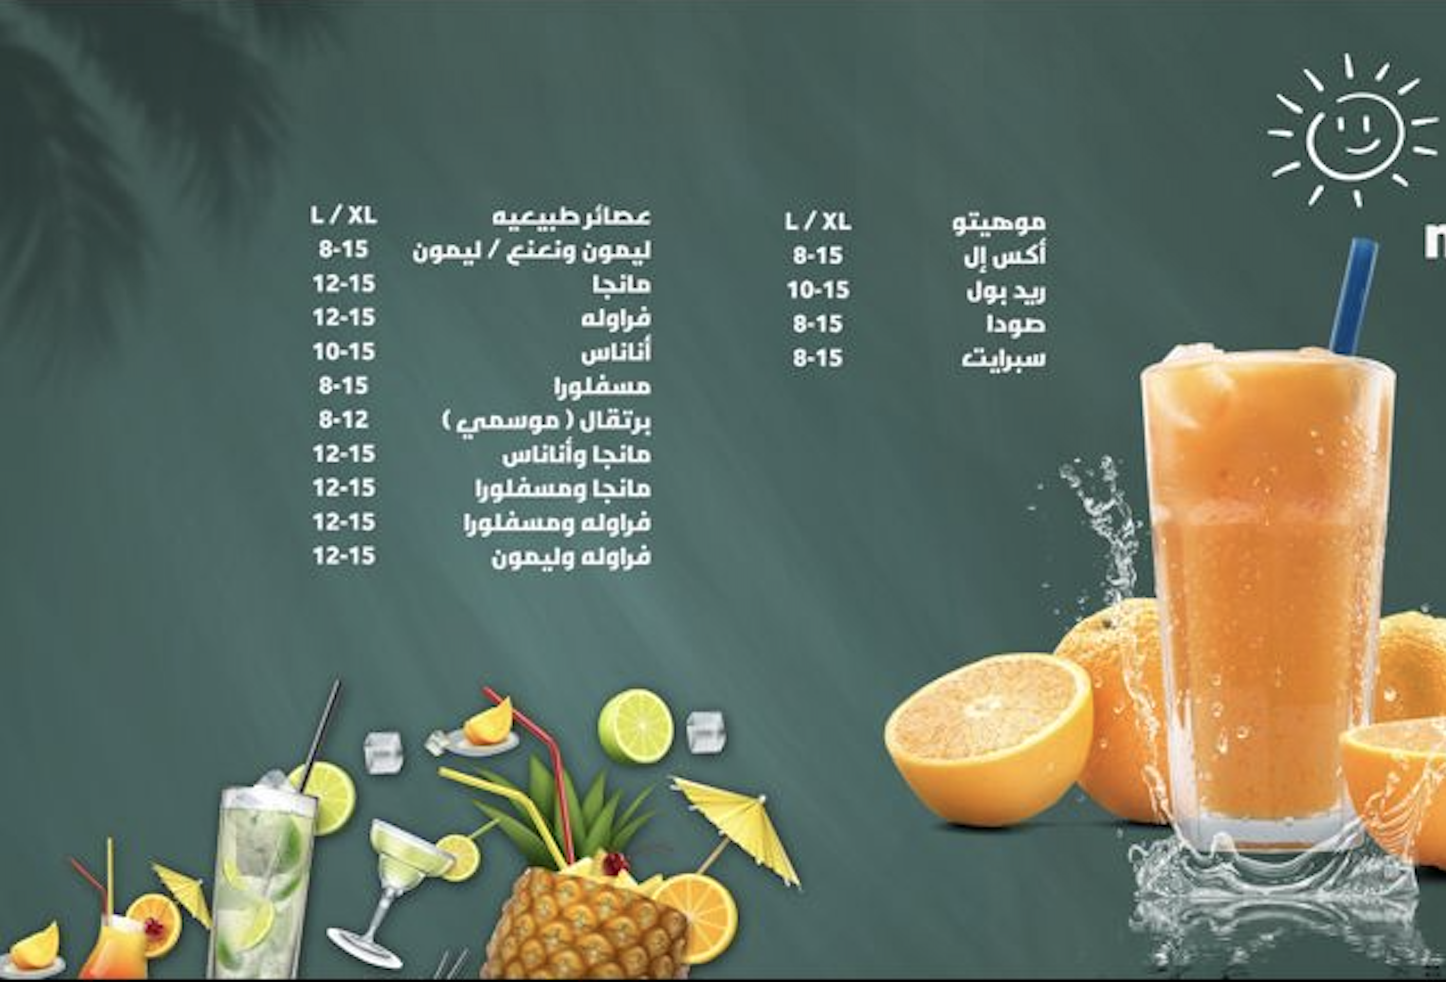 موهيتو L / XL
أكس إل 8-15
ريد بول 10-15
صودا 8-15
سبرايت 8-15
عصائر طبيعيه L / XL
ليمون ونعنع / ليمون 8-15
مانجا 12-15
فراوله 12-15
أناناس 10-15
مسفلورا 8-15
برتقال ( موسمي ) 8-12
مانجا وأناناس 12-15
مانجا ومسفلورا 12-15
فراوله ومسفلورا 12-15
فراوله وليمون 12-15